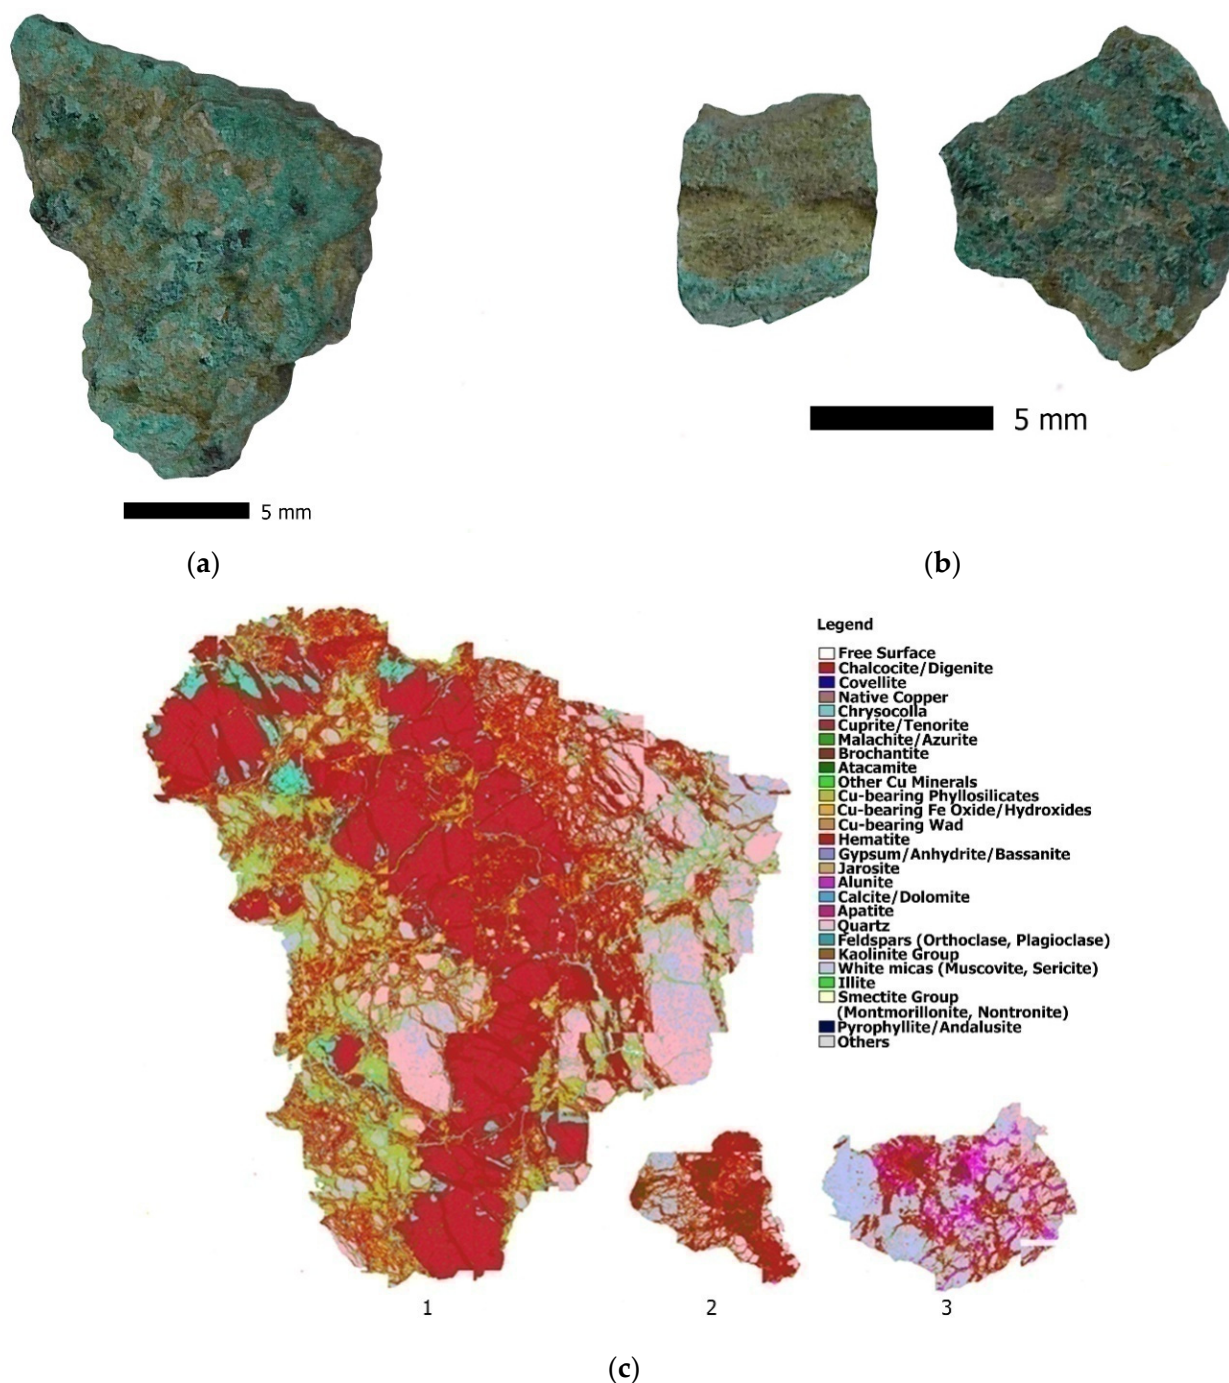 5 mm
(a)
5 mm
(b)
Legend
Free Surface
Chalcocite/Digenite
Covellite
Native Copper
Chrysocolla
Cuprite/Tenorite
Malachite/Azurite
Brochantite
Atacamite
Other Cu Minerals
Cu-bearing Phyllosilicates
Cu-bearing Fe Oxide/Hydroxides
Cu-bearing Wad
Hematite
Gypsum/Anhydrite/Bassanite
Jarosite
Alunite
Calcite/Dolomite
Apatite
Quartz
Feldspars (Orthoclase, Plagioclase)
Kaolinite Group
White micas (Muscovite, Sericite)
Illite
Smectite Group
(Montmorillonite, Nontronite)
Pyrophyllite/Andalusite
Others
1
2
3
(c)